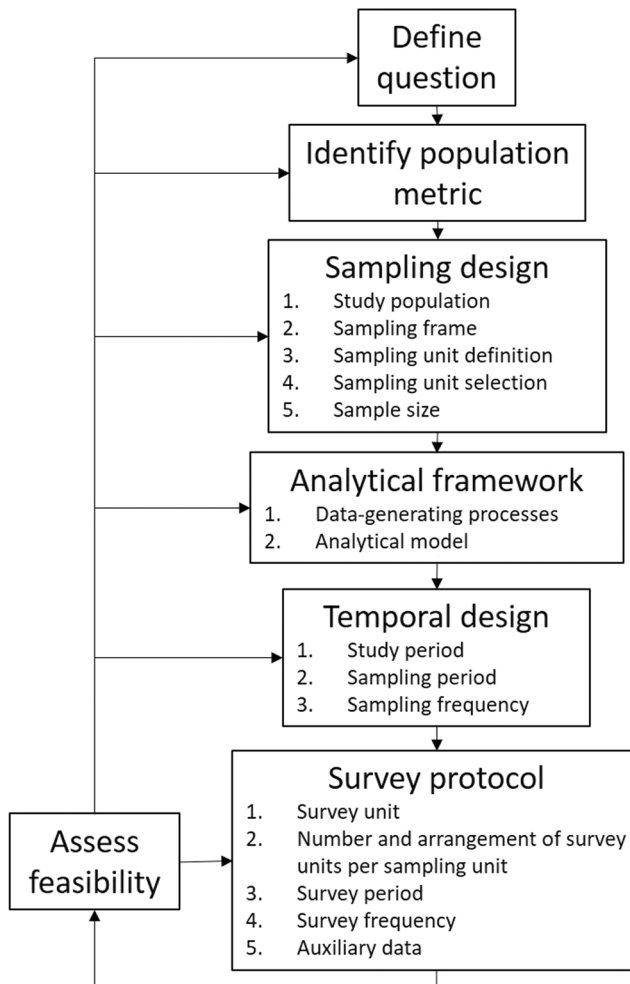 Define
question
Identify population
metric
Sampling design
1. Study population
2. Sampling frame
3. Sampling unit definition
4. Sampling unit selection
5. Sample size
Analytical framework
1. Data-generating processes
2. Analytical model
Temporal design
1. Study period
2. Sampling period
3. Sampling frequency
Survey protocol
1. Survey unit
2. Number and arrangement of survey
units per sampling unit
3. Survey period
4. Survey frequency
5. Auxiliary data
Assess
feasibility